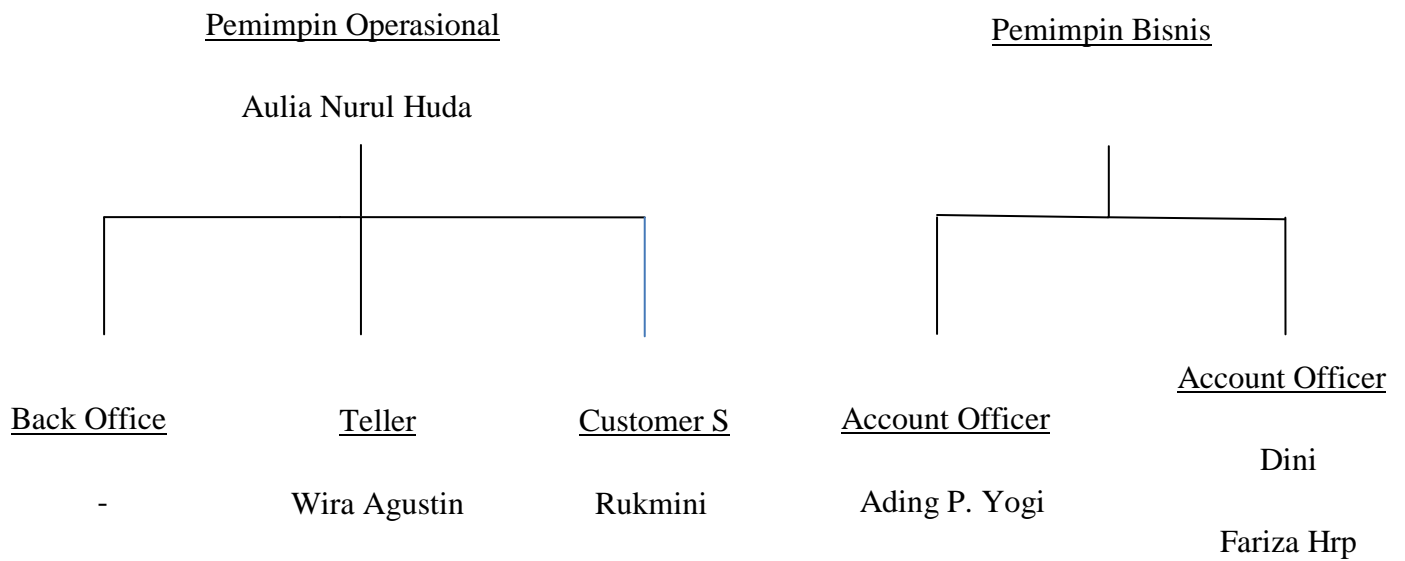 Pemimpin Operasional
Pemimpin Bisnis
Aulia Nurul Huda
Back Office
-
Teller
Wira Agustin
Customer S
Rukmini
Account Officer
Ading P. Yogi
Account Officer
Dini
Fariza Hrp